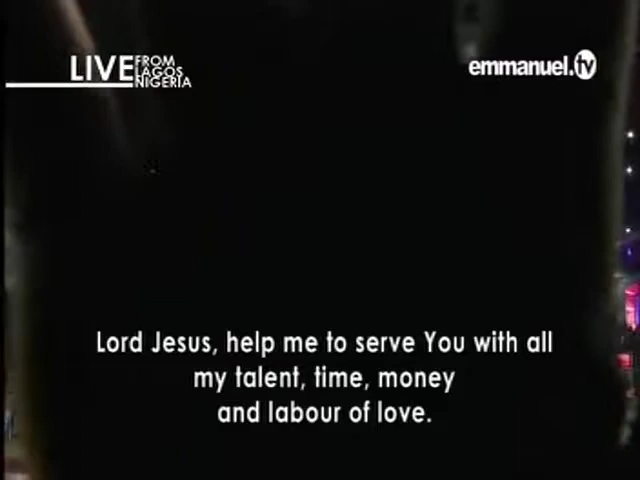 LIVE FROM
LAGOS
NIGERIA
emmanuel.tv
Lord Jesus, help me to serve You with all
my talent, time, money
and labour of love.